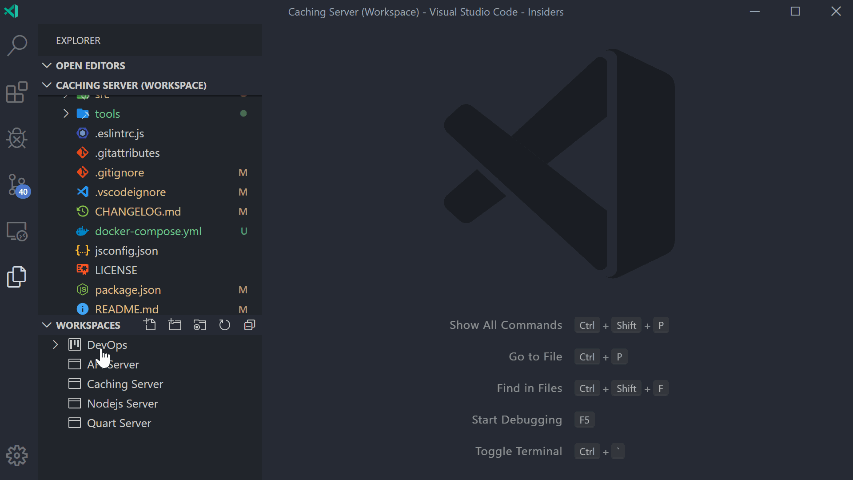 Caching Server (Workspace) - Visual Studio Code - Insiders
EXPLORER
OPEN EDITORS
CACHING SERVER (WORKSPACE)
src
tools
.eslintrc.js
.gitattributes
.gitignore M
.vscodeignore M
CHANGELOG.md M
docker-compose.yml U
{..} jsconfig.json
LICENSE
package.json M
README.md M
40
WORKSPACES
DevOps
Server
Caching Server
Nodejs Server
Quart Server
Show All Commands Ctrl + Shift + P
Go to File Ctrl + P
Find in Files Ctrl + Shift + F
Start Debugging F5
Toggle Terminal Ctrl + `